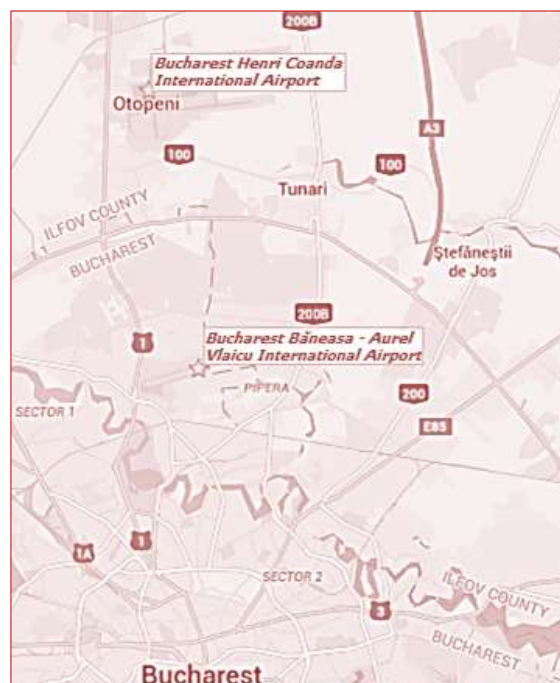 200B
Bucharest Henri Coanda
International Airport
Otopeni
A3
100
100
Tunari
ILFOV COUNTY
BUCHAREST
Ștefăneștii
de Jos
200B
1
Bucharest Băneasa - Aurel
Vlaicu International Airport
PIPERA
200
SECTOR 1
E85
1A
1
SECTOR 2
ILFOV COUNTY
3
BUCHAREST
Bucharest